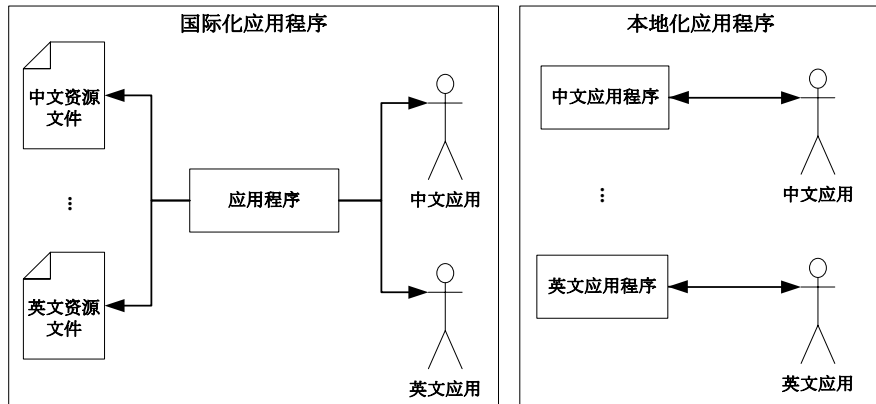 国际化应用程序
中文资源
文件
⋮
英文资源
文件
应用程序
中文应用
英文应用
本地化应用程序
中文应用程序
中文应用
⋮
英文应用程序
英文应用